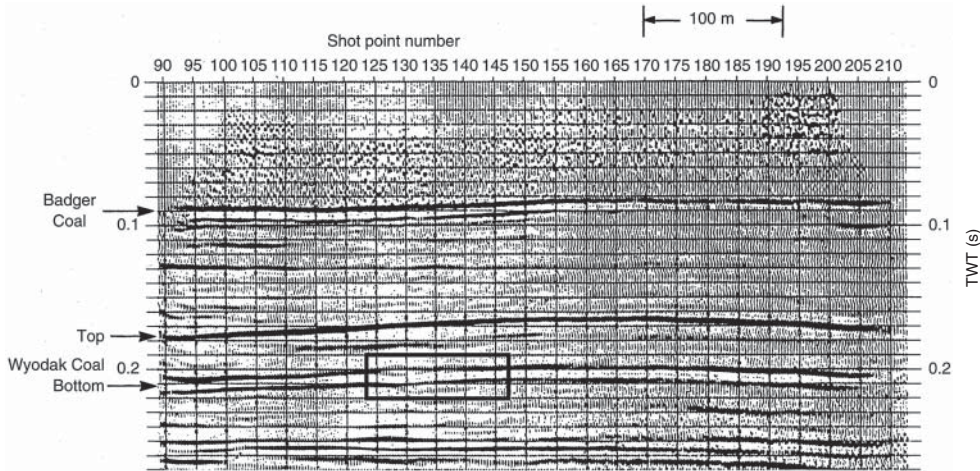 100 m
Shot point number
90 95 100 105 110 115 120 125 130 135 140 145 150 155 160 165 170 175 180 185 190 195 200 205 210
0 0
Badger
Coal
0.1 0.1
TWT (s)
Top
Wyodak Coal
0.2 0.2
Bottom